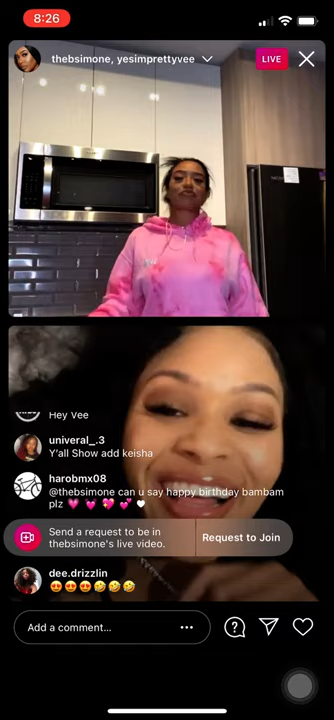 8:26
thebsimone, yesimprettyvee
LIVE
Hey Vee
univeral_.3
Y'all Show add keisha
harobmx08
@thebsimone can u say happy birthday bambam
plz 💗 💓 💖 💕 🤍
Send a request to be in
thebsimone's live video.
Request to Join
dee.drizzlin
😍😍😍🤣🤣🤣
Add a comment...